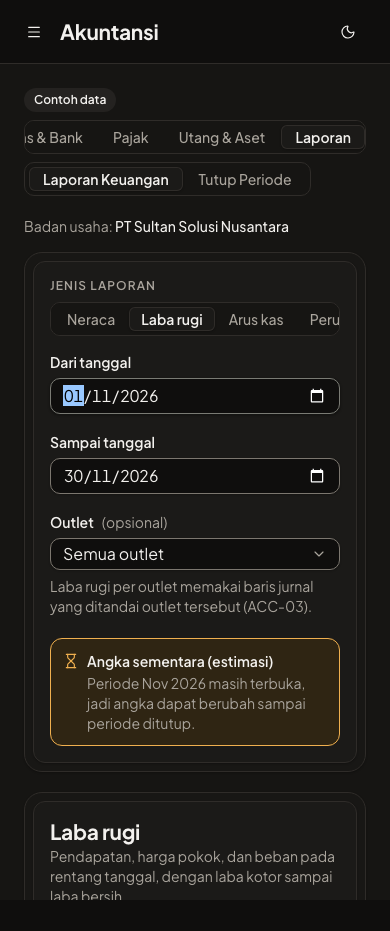 Akuntansi
Contoh data
s & Bank Pajak Utang & Aset Laporan
Laporan Keuangan Tutup Periode
Badan usaha: PT Sultan Solusi Nusantara
JENIS LAPORAN
Neraca Laba rugi Arus kas Peru
Dari tanggal
01/11/2026
Sampai tanggal
30/11/2026
Outlet (opsional)
Semua outlet
Laba rugi per outlet memakai baris jurnal
yang ditandai outlet tersebut (ACC-03).
Angka sementara (estimasi)
Periode Nov 2026 masih terbuka,
jadi angka dapat berubah sampai
periode ditutup.
Laba rugi
Pendapatan, harga pokok, dan beban pada
rentang tanggal, dengan laba kotor sampai
laba bersih